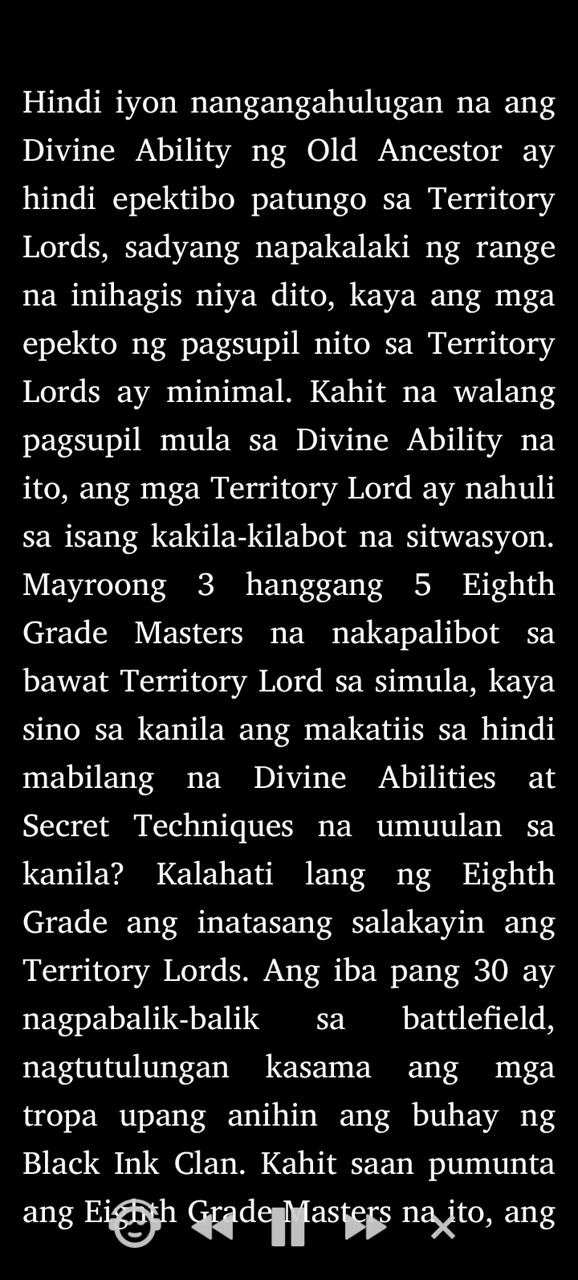 Hindi iyon nangangahulugan na ang
Divine Ability ng Old Ancestor ay
hindi epektibo patungo sa Territory
Lords, sadyang napakalaki ng range
na inihagis niya dito, kaya ang mga
epekto ng pagsupil nito sa Territory
Lords ay minimal. Kahit na walang
pagsupil mula sa Divine Ability na
ito, ang mga Territory Lord ay nahuli
sa isang kakila-kilabot na sitwasyon.
Mayroong 3 hanggang 5 Eighth
Grade Masters na nakapalibot sa
bawat Territory Lord sa simula, kaya
sino sa kanila ang makatiis sa hindi
mabilang na Divine Abilities at
Secret Techniques na umuulan sa
kanila? Kalahati lang ng Eighth
Grade ang inatasang salakayin ang
Territory Lords. Ang iba pang 30 ay
nagpabalik-balik sa battlefield,
nagtutulungan kasama ang mga
tropa upang anihin ang buhay ng
Black Ink Clan. Kahit saan pumunta
ang Eighth Grade Masters na ito, ang